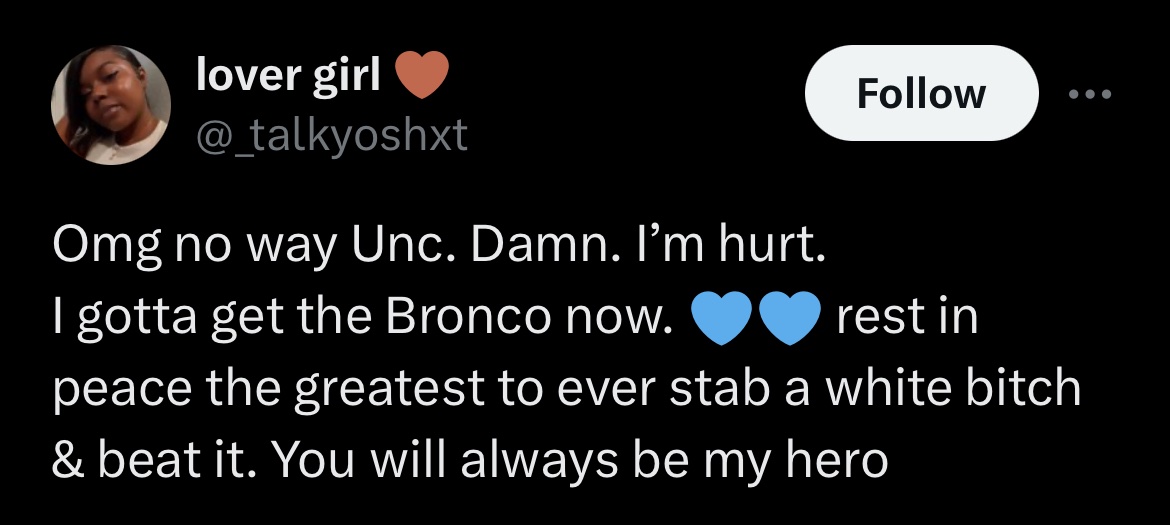 lover girl 🤎
@_talkyoshxt
Follow
Omg no way Unc. Damn. I’m hurt.
I gotta get the Bronco now. 🩵🩵 rest in
peace the greatest to ever stab a white bitch
& beat it. You will always be my hero